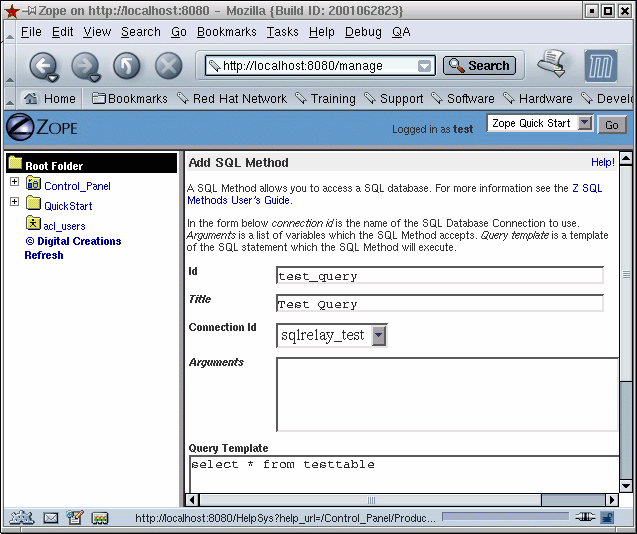 Zope on http://localhost:8080 - Mozilla {Build ID: 2001062823}
File Edit View Search Go Bookmarks Tasks Help Debug QA
http://localhost:8080/manage Search
Home Bookmarks Red Hat Network Training Support Software Hardware Develo
ZOPE Logged in as test Zope Quick Start Go
Root Folder
Control_Panel
QuickStart
acl_users
© Digital Creations
Refresh
Add SQL Method Help!
A SQL Method allows you to access a SQL database. For more information see the Z SQL
Methods User's Guide.
In the form below connection id is the name of the SQL Database Connection to use.
Arguments is a list of variables which the SQL Method accepts. Query template is a template
of the SQL statement which the SQL Method will execute.
Id test_query
Title Test Query
Connection Id sqlrelay_test
Arguments
Query Template
select * from testtable
http://localhost:8080/HelpSys?help_url=/Control_Panel/Produc...